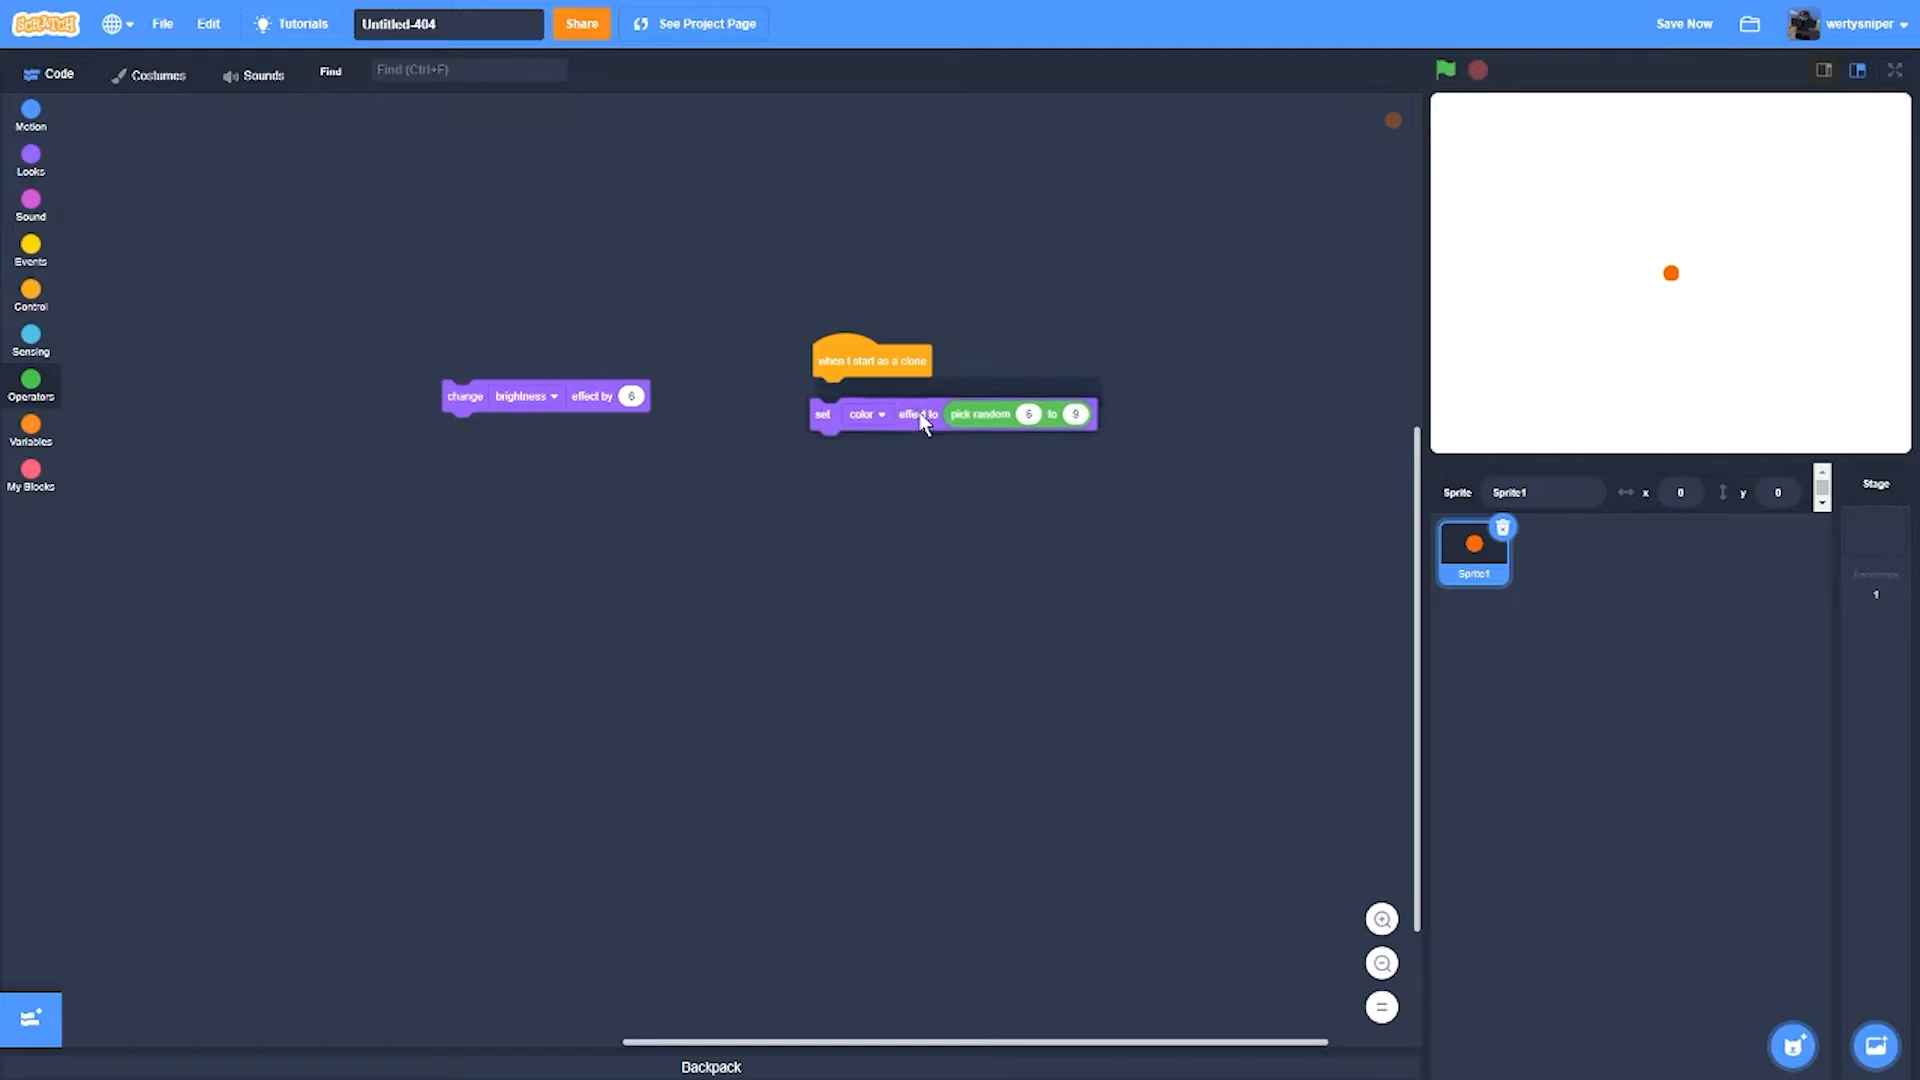 SCRATCH File Edit Tutorials Untitled-404 Share See Project Page Save Now wertysniper
Code Costumes Sounds Find Find (Ctrl+F)
Motion
Looks
Sound
Events
Control
Sensing
Operators
Variables
My Blocks
when I start as a clone
change brightness effect by 6
set color effect to pick random 6 to 9
Sprite Sprite1 x 0 y 0
Stage
Sprite1
1
Backpack